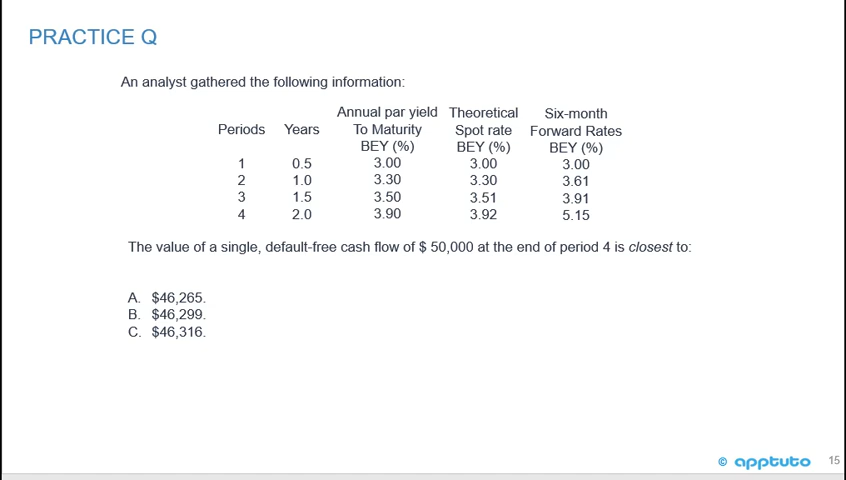 PRACTICE Q
An analyst gathered the following information:
Annual par yield Theoretical Six-month
Periods Years To Maturity Spot rate Forward Rates
BEY (%) BEY (%) BEY (%)
1 0.5 3.00 3.00 3.00
2 1.0 3.30 3.30 3.61
3 1.5 3.50 3.51 3.91
4 2.0 3.90 3.92 5.15
The value of a single, default-free cash flow of $ 50,000 at the end of period 4 is closest to:
A. $46,265.
B. $46,299.
C. $46,316.
© apptuto 15